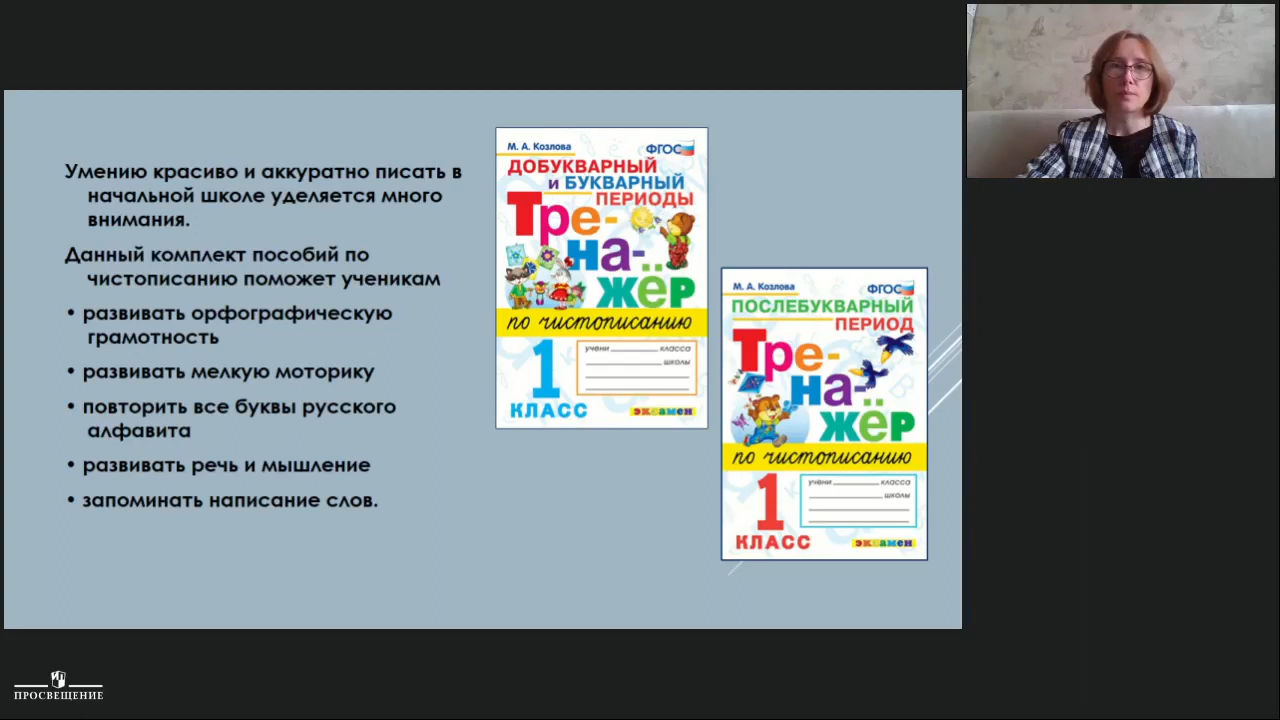 Умению красиво и аккуратно писать в
начальной школе уделяется много
внимания.
Данный комплект пособий по
чистописанию поможет ученикам
• развивать орфографическую
грамотность
• развивать мелкую моторику
• повторить все буквы русского
алфавита
• развивать речь и мышление
• запоминать написание слов.
М. А. Козлова
ФГОС
ДОБУКВАРНЫЙ
и БУКВАРНЫЙ
ПЕРИОДЫ
Тре-
на-
жёр
по чистописанию
учени класса
школы
1
КЛАСС
экзамен
М. А. Козлова
ФГОС
ПОСЛЕБУКВАРНЫЙ
ПЕРИОД
Тре-
на-
жёр
по чистописанию
учени класса
школы
1
КЛАСС
экзамен
ПРОСВЕЩЕНИЕ